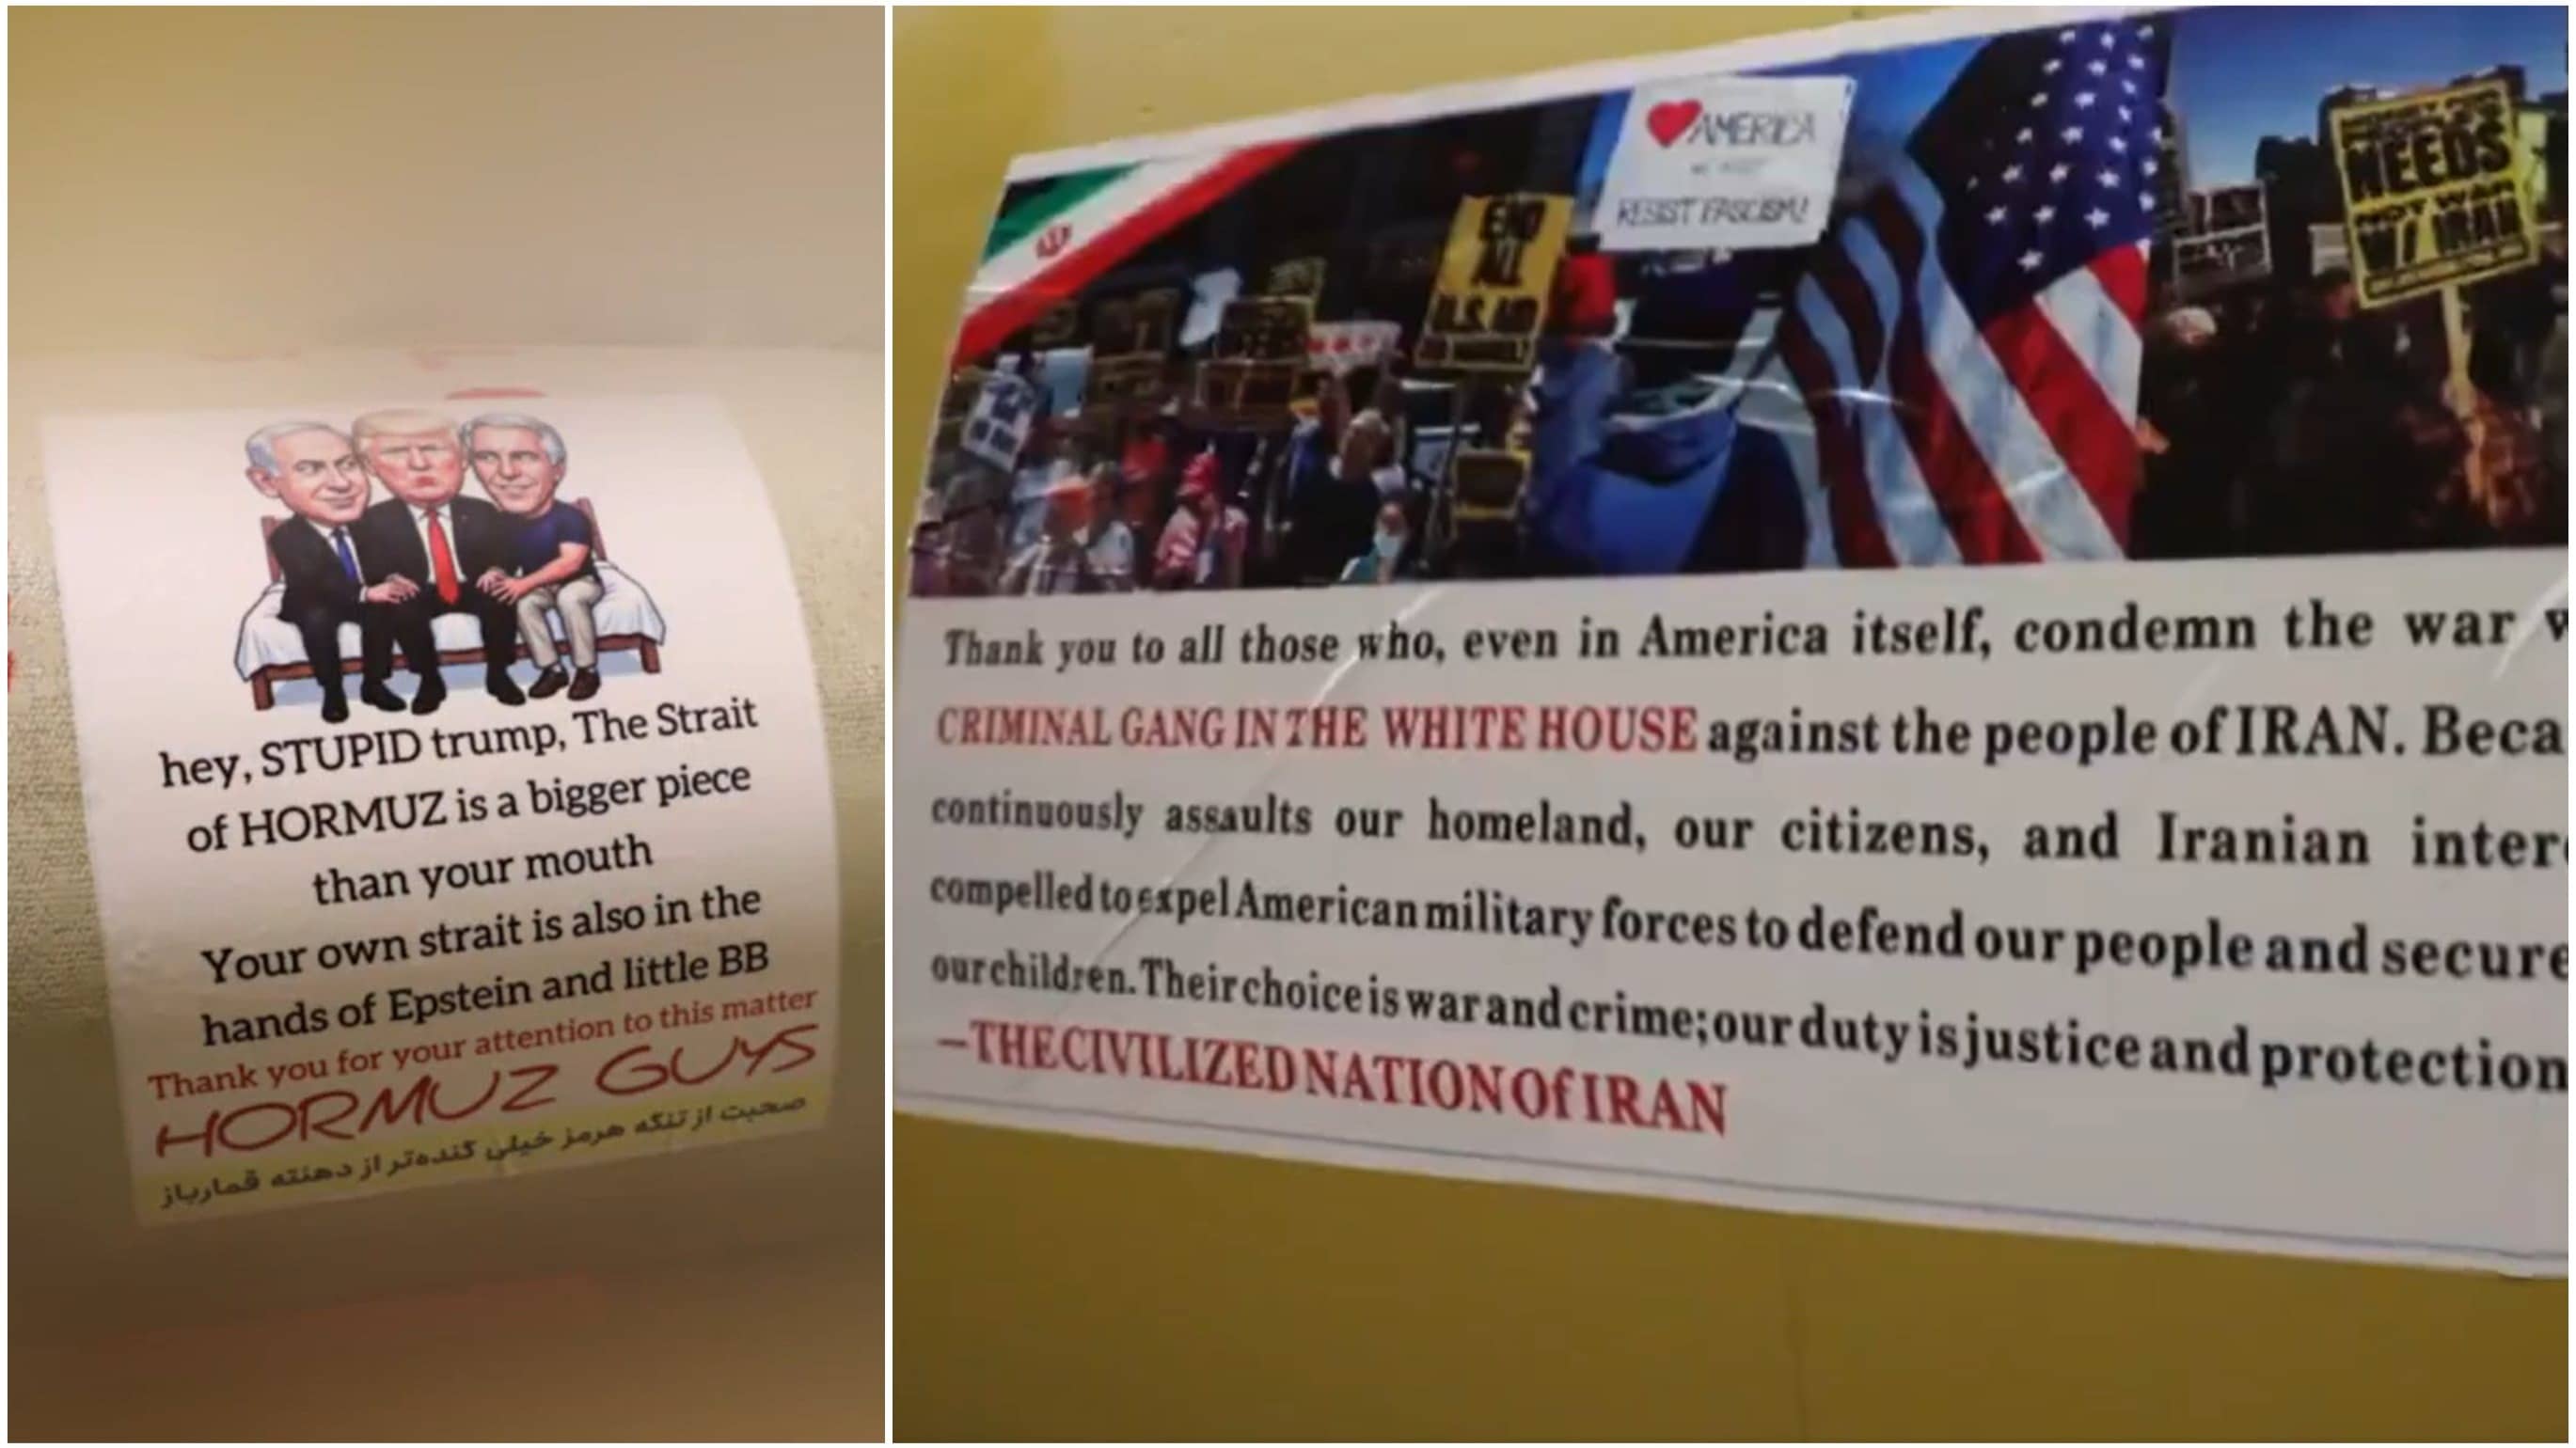 hey, STUPID trump, The Strait
of HORMUZ is a bigger piece
than your mouth
Your own strait is also in the
hands of Epstein and little BB
Thank you for your attention to this matter
HORMUZ GUYS
صحبت از تنگه هرمز خیلی گنده‌تر از دهنته قمارباز
AMERICA
RESIST FASCISM!
END
ALL
U.S. AID
NEEDS
NOT WAR
W/ IRAN
Thank you to all those who, even in America itself, condemn the war
CRIMINAL GANG IN THE WHITE HOUSE against the people of IRAN. Beca
continuously assaults our homeland, our citizens, and Iranian inter
compelled to expel American military forces to defend our people and secure
our children. Their choice is war and crime; our duty is justice and protection
—THE CIVILIZED NATION Of IRAN